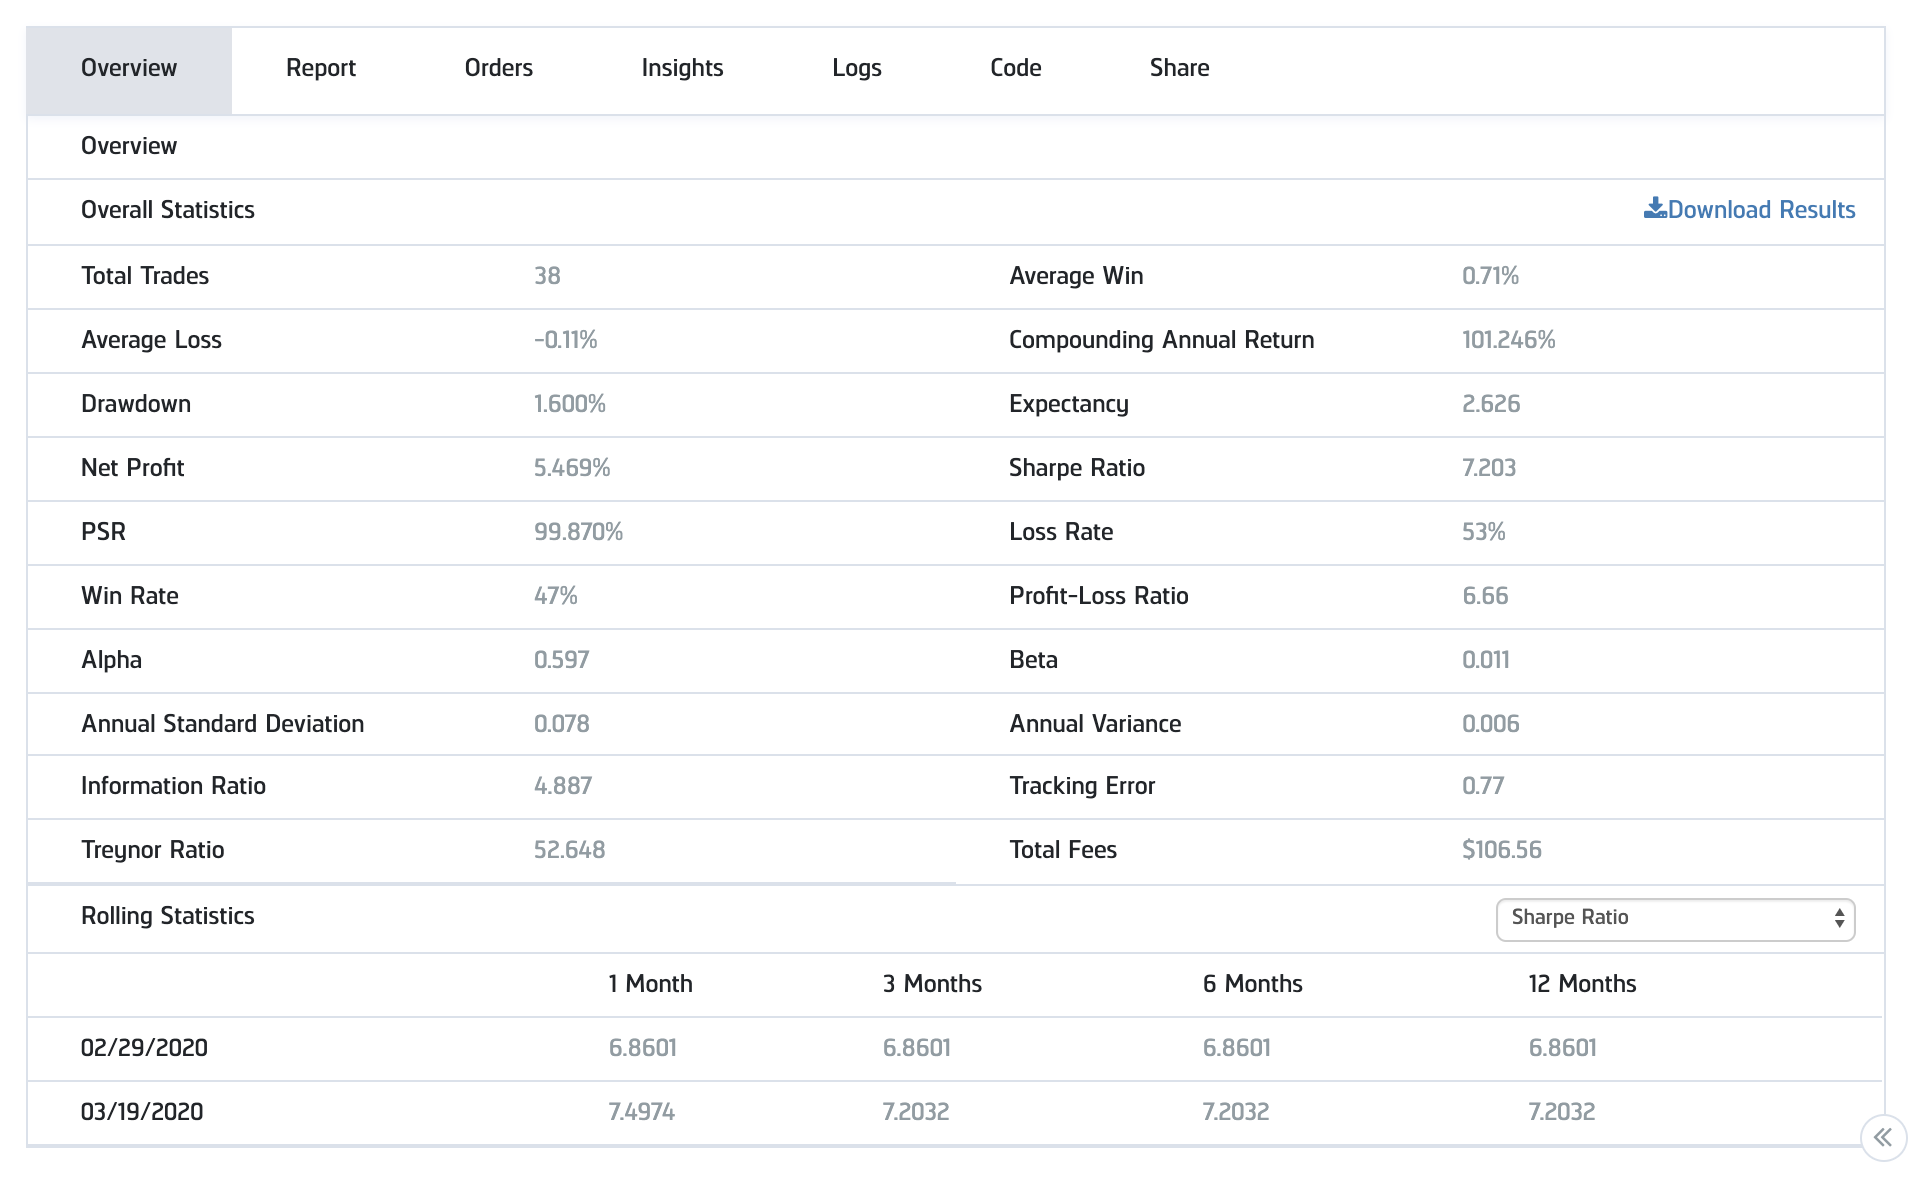 Overview Report Orders Insights Logs Code Share
Overview
Overall Statistics Download Results
Total Trades 38 Average Win 0.71%
Average Loss -0.11% Compounding Annual Return 101.246%
Drawdown 1.600% Expectancy 2.626
Net Profit 5.469% Sharpe Ratio 7.203
PSR 99.870% Loss Rate 53%
Win Rate 47% Profit-Loss Ratio 6.66
Alpha 0.597 Beta 0.011
Annual Standard Deviation 0.078 Annual Variance 0.006
Information Ratio 4.887 Tracking Error 0.77
Treynor Ratio 52.648 Total Fees $106.56
Rolling Statistics Sharpe Ratio
1 Month 3 Months 6 Months 12 Months
02/29/2020 6.8601 6.8601 6.8601 6.8601
03/19/2020 7.4974 7.2032 7.2032 7.2032